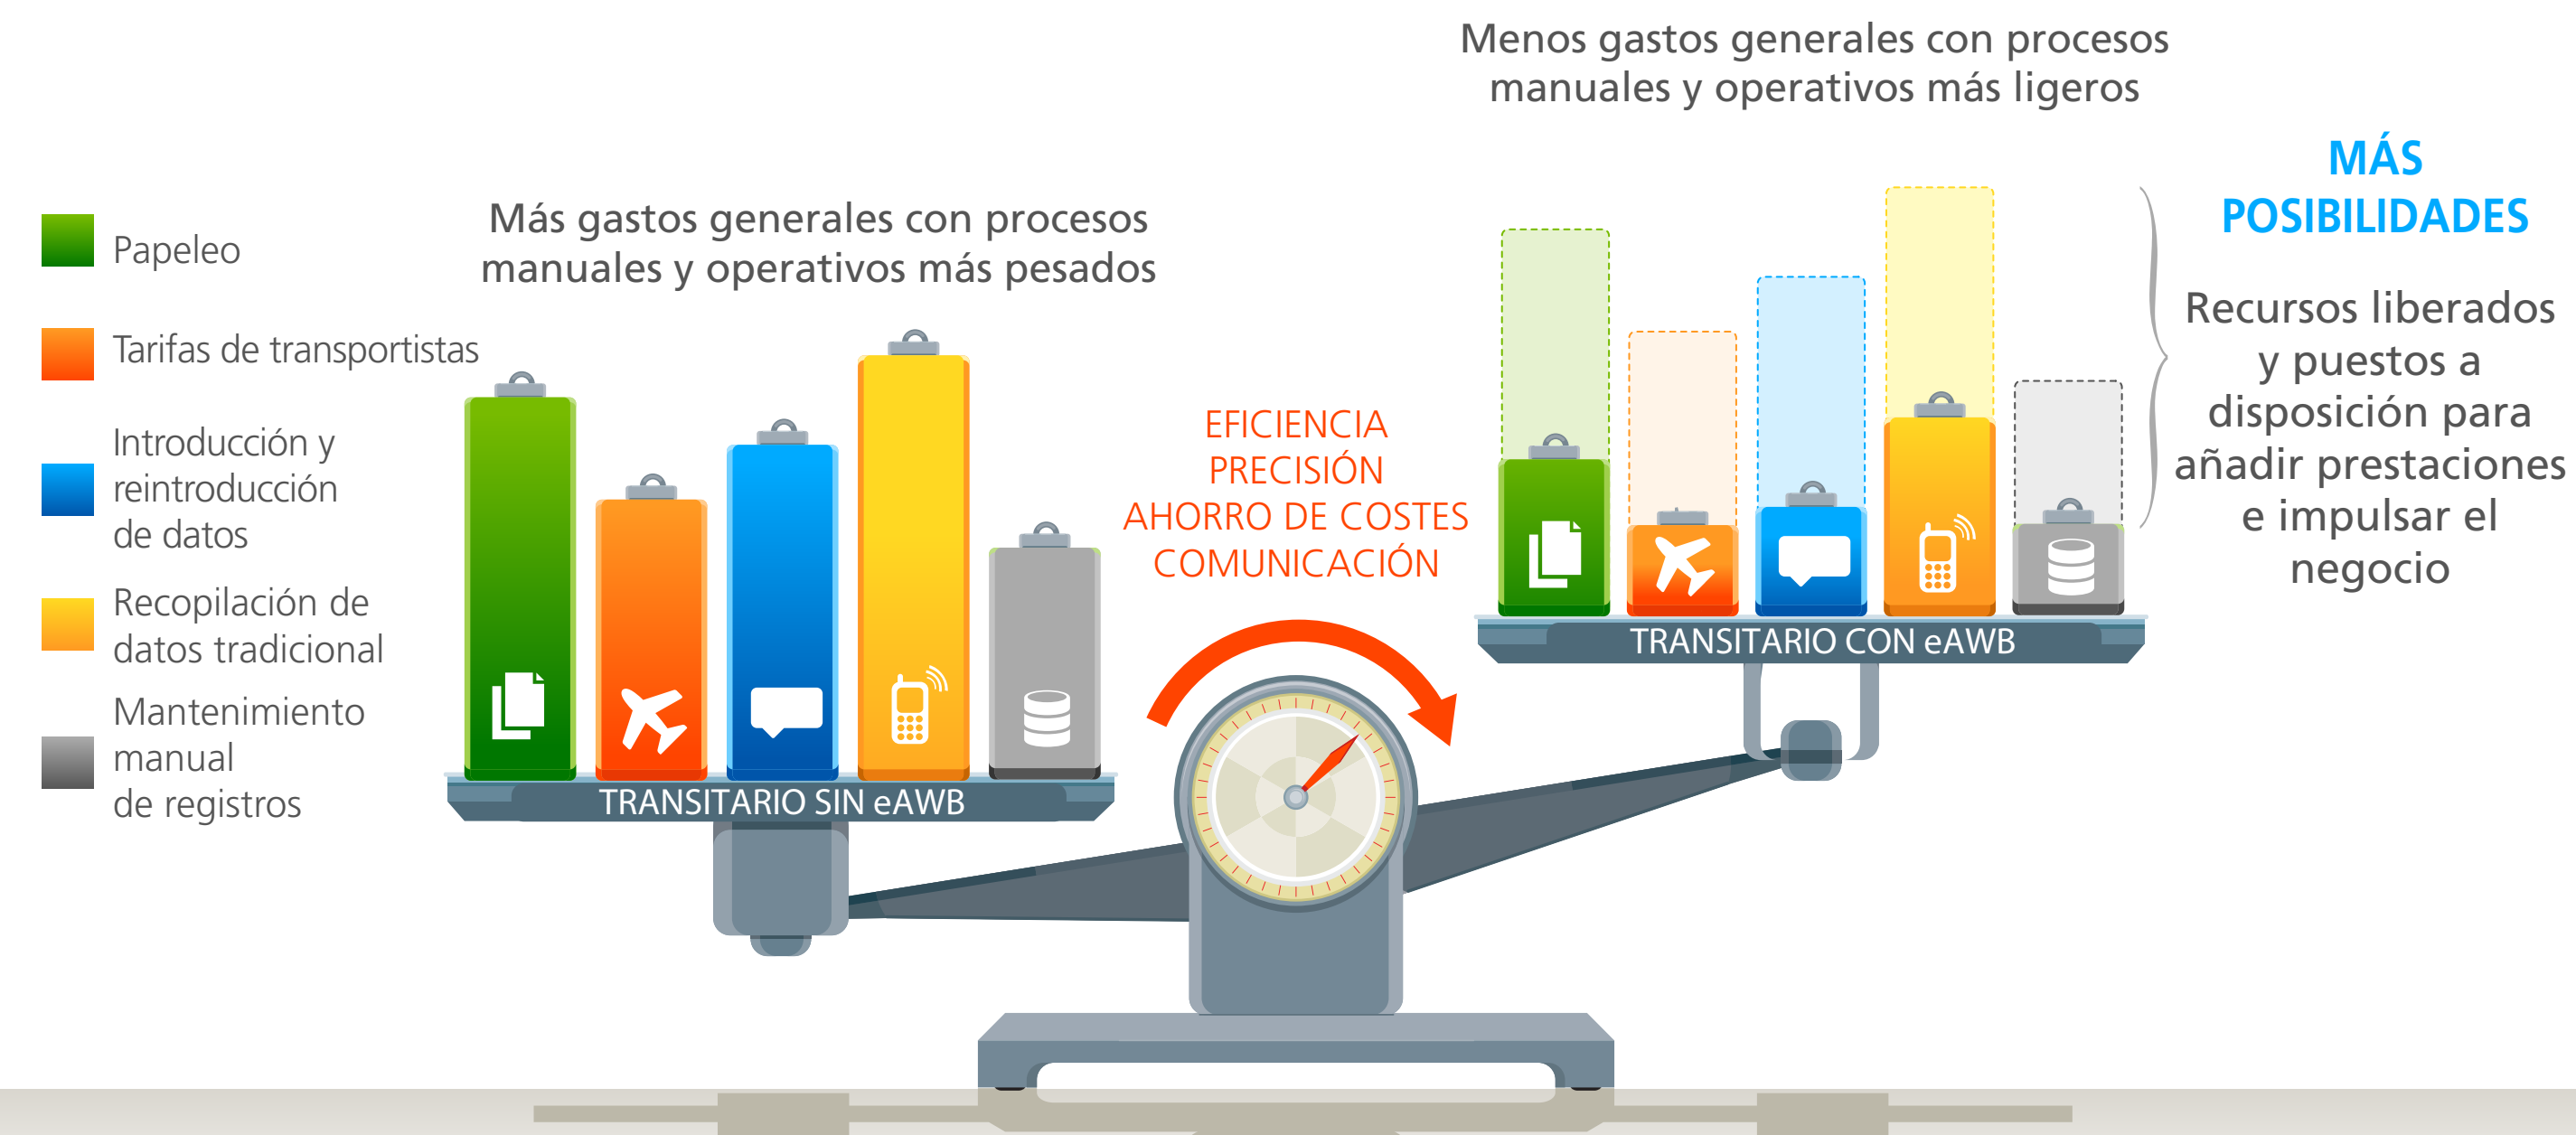 Menos gastos generales con procesos
manuales y operativos más ligeros
MÁS
POSIBILIDADES
Recursos liberados
y puestos a
disposición para
añadir prestaciones
e impulsar el
negocio
Más gastos generales con procesos
manuales y operativos más pesados
Papeleo
Tarifas de transportistas
Introducción y
reintroducción
de datos
Recopilación de
datos tradicional
Mantenimiento
manual
de registros
EFICIENCIA
PRECISIÓN
AHORRO DE COSTES
COMUNICACIÓN
TRANSITARIO SIN eAWB
TRANSITARIO CON eAWB